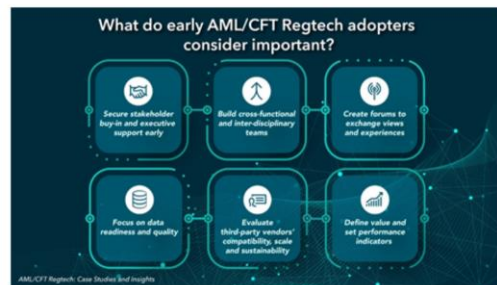 What do early AML/CFT Regtech adopters
consider important?
Secure stakeholder
buy-in and executive
support early
Build cross-functional
and inter-disciplinary
teams
Create forums to
exchange views
and experiences
Focus on data
readiness and quality
Evaluate
third-party vendors'
compatibility, scale
and sustainability
Define value and
set performance
indicators
AML/CFT Regtech: Case Studies and Insights